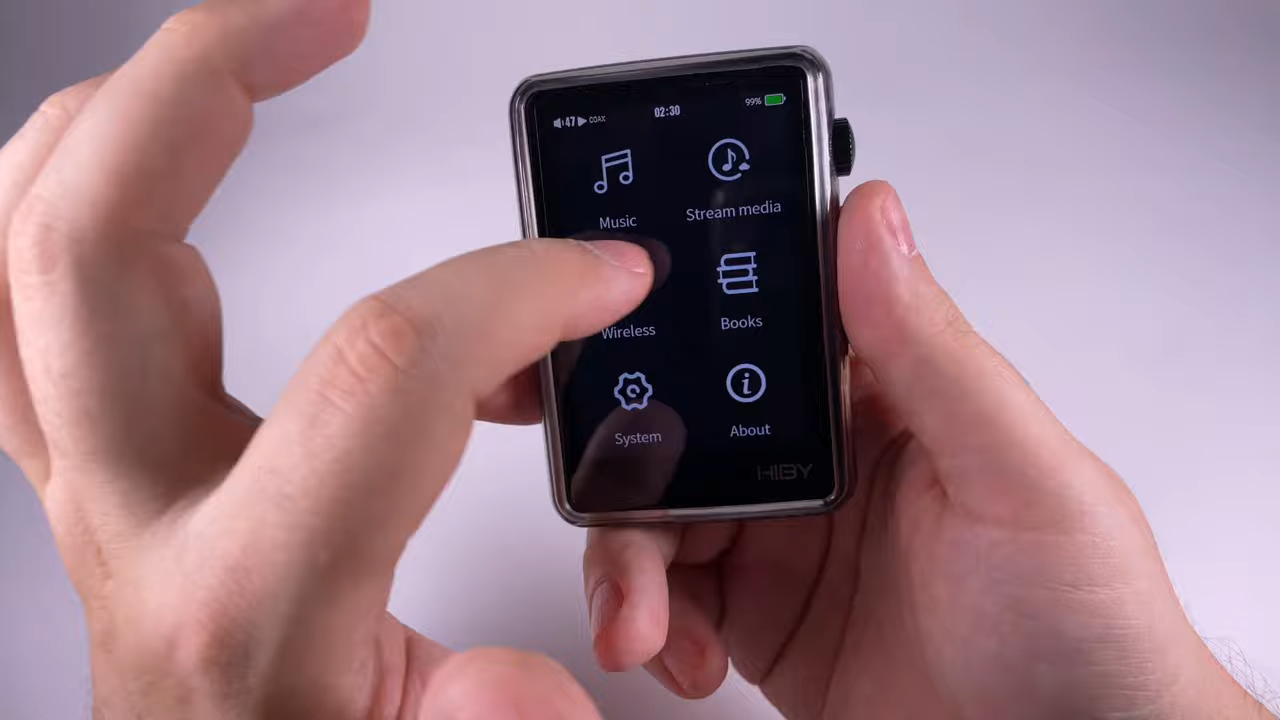 47 COAX 02:30 99%
Music Stream media
Wireless Books
System About
HIBY